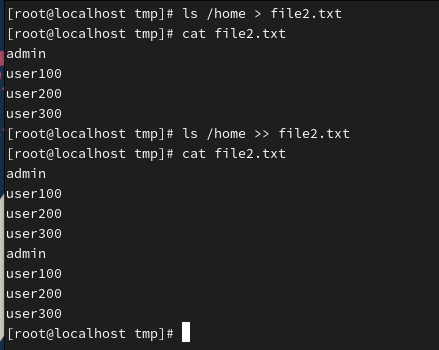 [root@localhost tmp]# ls /home > file2.txt
[root@localhost tmp]# cat file2.txt
admin
user100
user200
user300
[root@localhost tmp]# ls /home >> file2.txt
[root@localhost tmp]# cat file2.txt
admin
user100
user200
user300
admin
user100
user200
user300
[root@localhost tmp]#